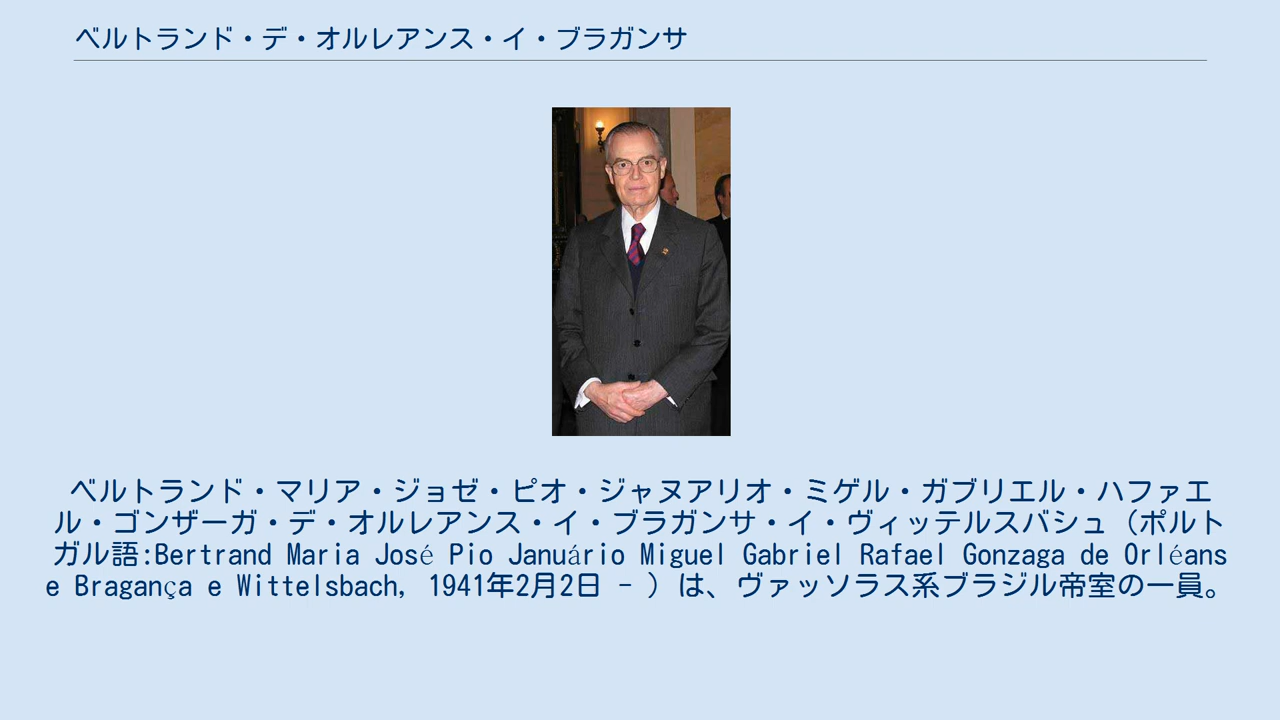 ベルトランド・デ・オルレアンス・イ・ブラガンサ
ベルトランド・マリア・ジョゼ・ピオ・ジャヌアリオ・ミゲル・ガブリエル・ハファエ
ル・ゴンザーガ・デ・オルレアンス・イ・ブラガンサ・イ・ヴィッテルスバシュ（ポルト
ガル語:Bertrand Maria José Pio Januário Miguel Gabriel Rafael Gonzaga de Orléans
e Bragança e Wittelsbach, 1941年2月2日 - ）は、ヴァッソラス系ブラジル帝室の一員。